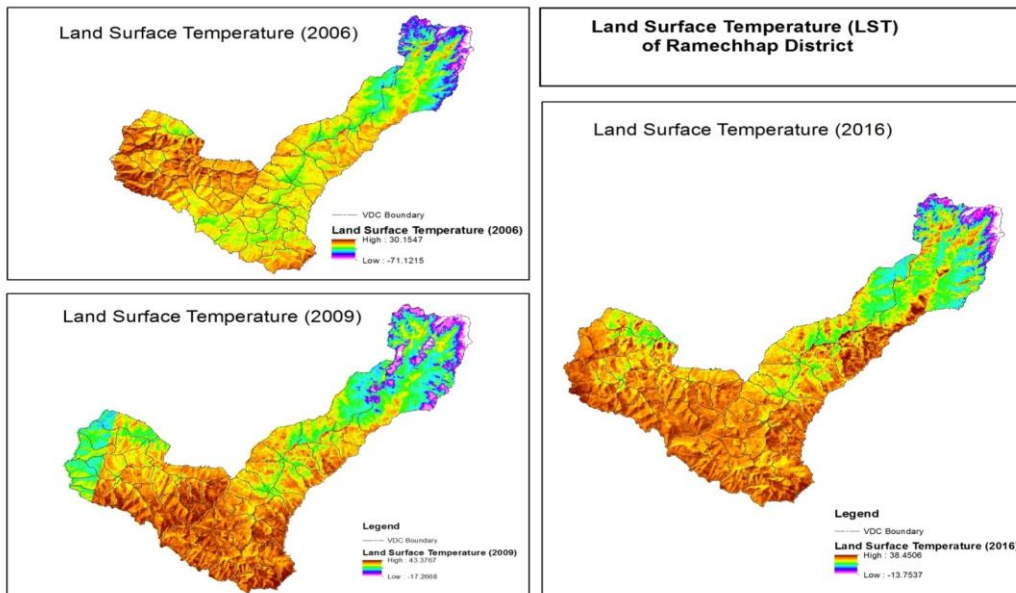 Land Surface Temperature (2006)
VDC Boundary
Land Surface Temperature (2006)
High : 30.1547
Low : -71.1215
Land Surface Temperature (LST)
of Ramechhap District
Land Surface Temperature (2009)
Legend
VDC Boundary
Land Surface Temperature (2009)
High : 43.3767
Low : -17.2668
Land Surface Temperature (2016)
Legend
VDC Boundary
Land Surface Temperature (2016)
High : 38.4506
Low : -13.7537